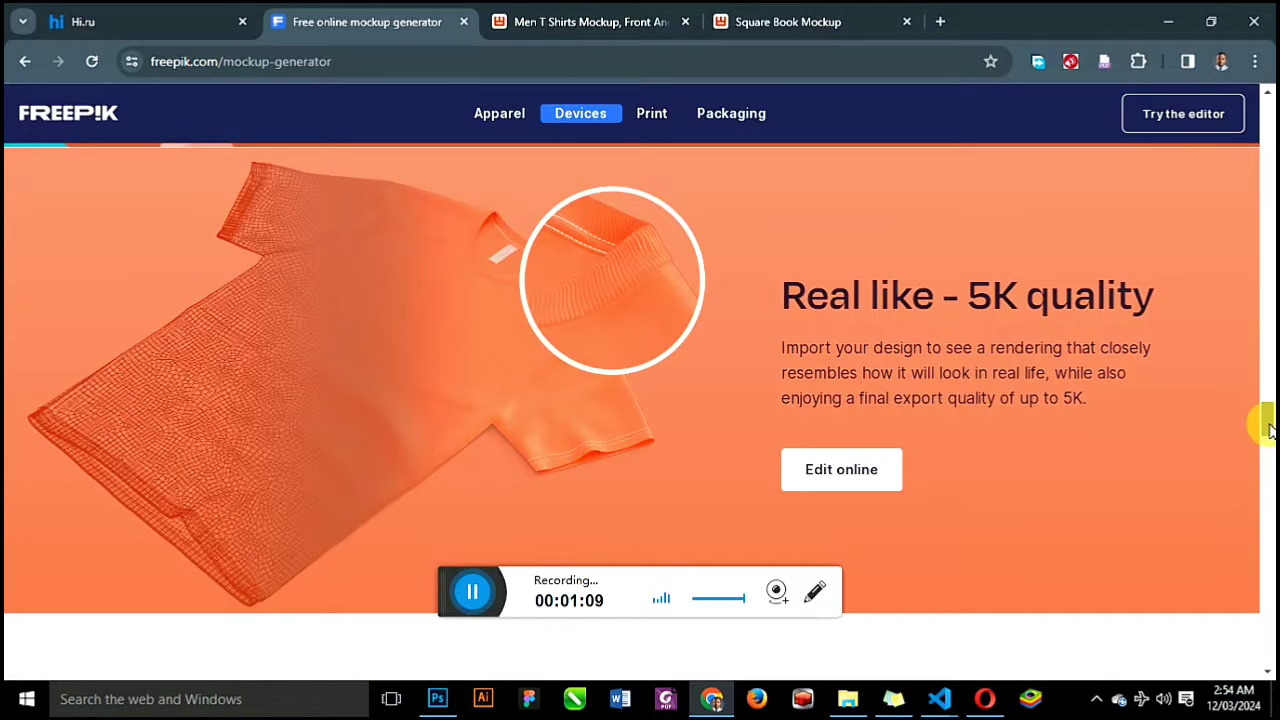 Hi.ru
Free online mockup generator
Men T Shirts Mockup, Front An
Square Book Mockup
freepik.com/mockup-generator
FREEP!K
Apparel
Devices
Print
Packaging
Try the editor
Real like - 5K quality
Import your design to see a rendering that closely
resembles how it will look in real life, while also
enjoying a final export quality of up to 5K.
Edit online
Recording...
00:01:09
Search the web and Windows
Ps
Ai
2:54 AM
12/03/2024